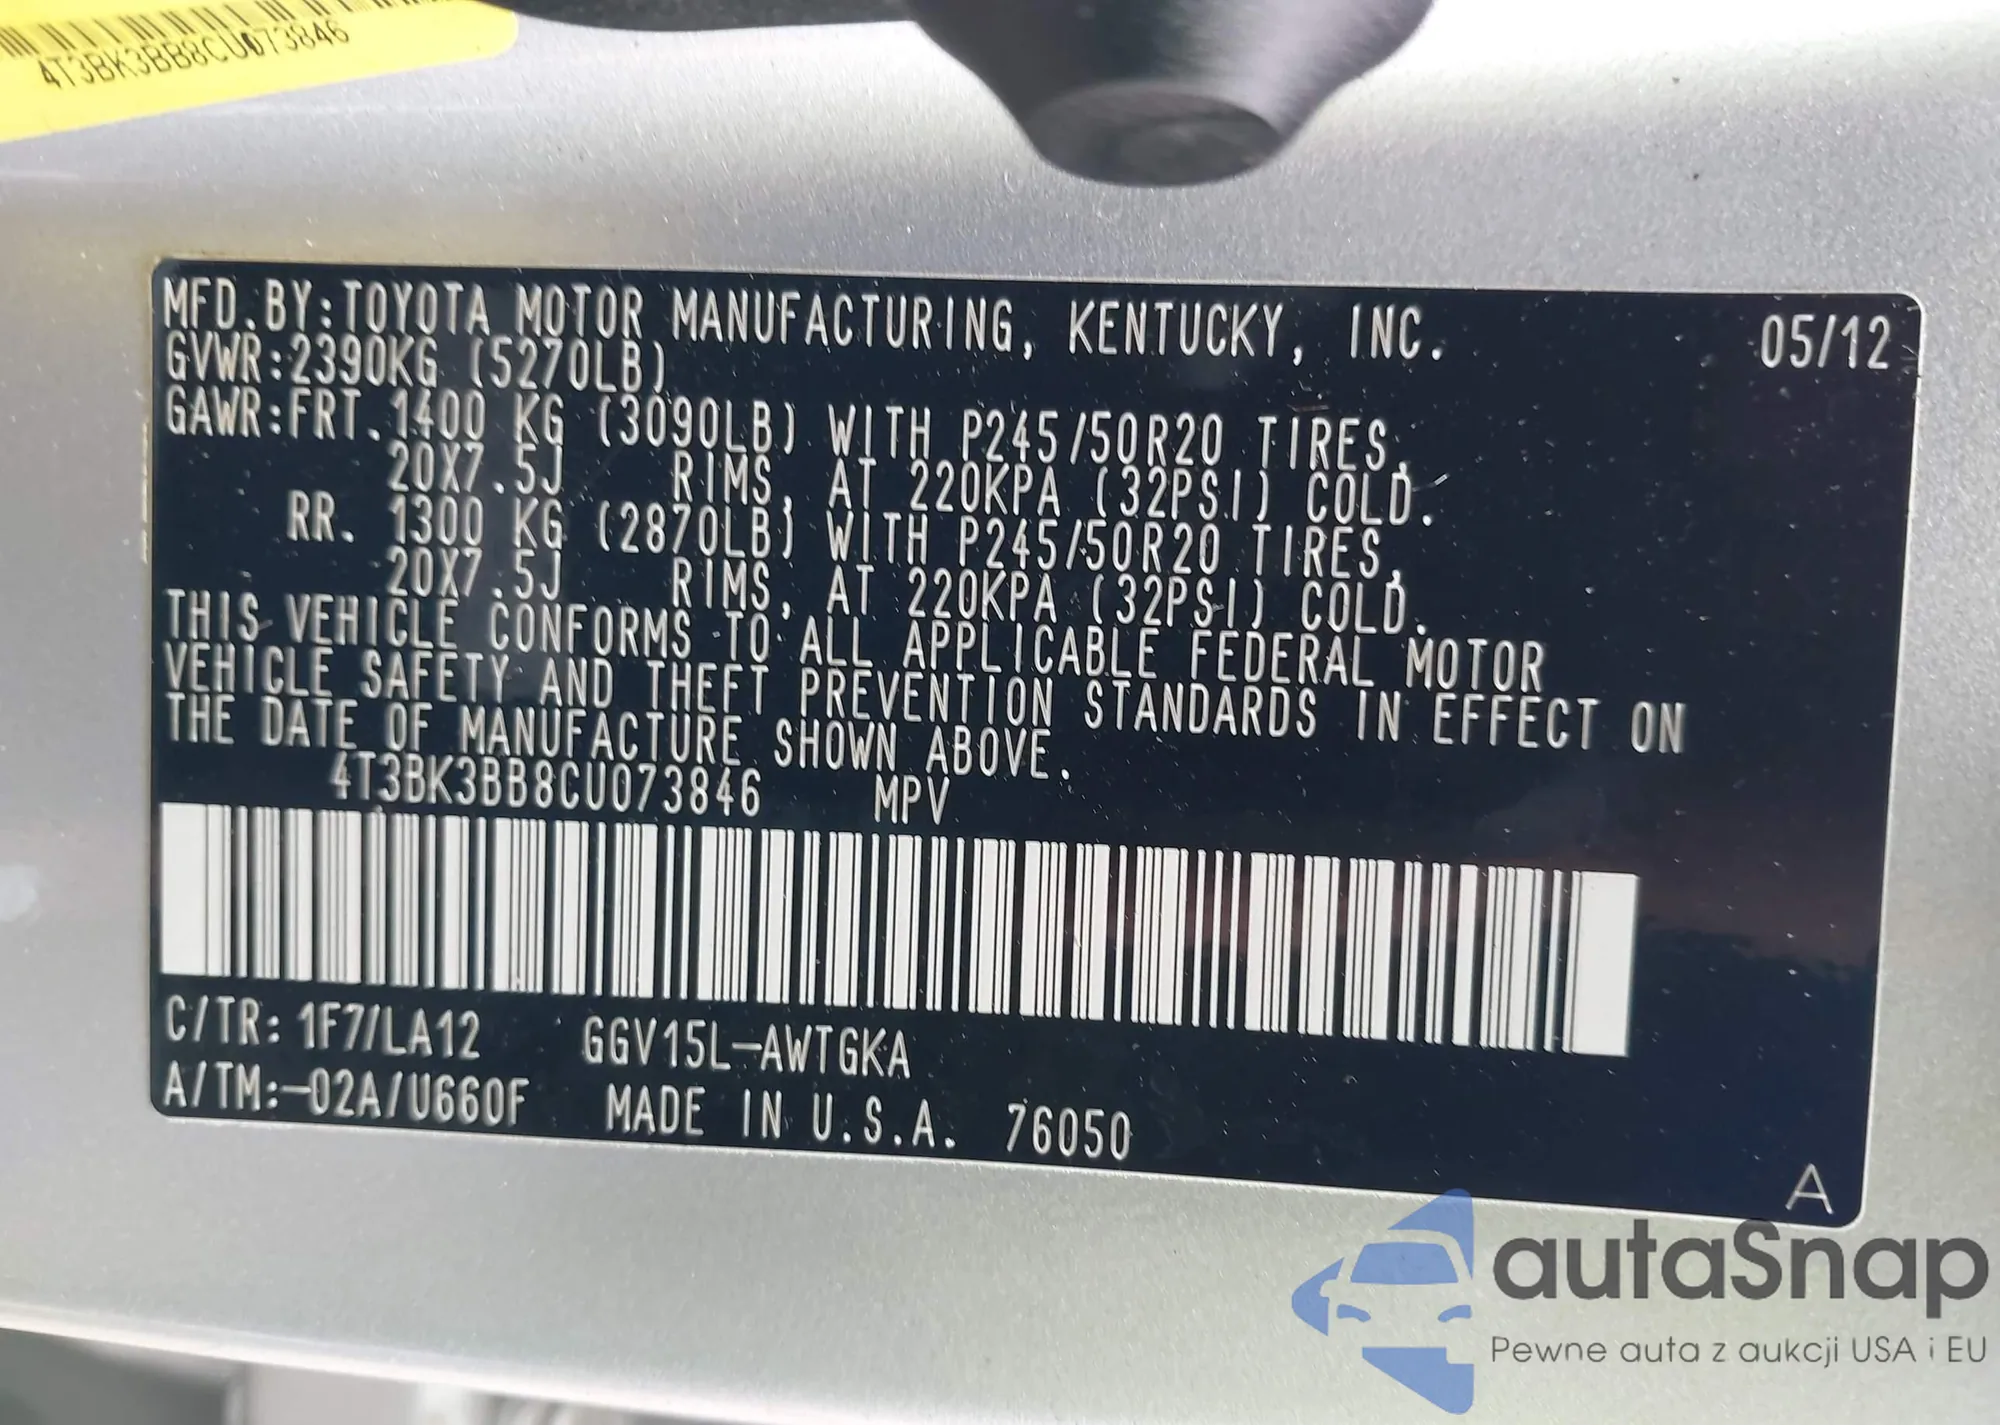 4T3BK3BB8CU073846
MFD.BY:TOYOTA MOTOR MANUFACTURING, KENTUCKY, INC. 05/12
GVWR:2390KG (5270LB)
GAWR:FRT.1400 KG (3090LB) WITH P245/50R20 TIRES,
20X7.5J RIMS, AT 220KPA (32PSI) COLD.
RR. 1300 KG (2870LB) WITH P245/50R20 TIRES,
20X7.5J RIMS, AT 220KPA (32PSI) COLD.
THIS VEHICLE CONFORMS TO ALL APPLICABLE FEDERAL MOTOR
VEHICLE SAFETY AND THEFT PREVENTION STANDARDS IN EFFECT ON
THE DATE OF MANUFACTURE SHOWN ABOVE.
4T3BK3BB8CU073846 MPV
C/TR: 1F7/LA12 GGV15L-AWTGKA
A/TM:-02A/U660F MADE IN U.S.A. 76050
A
autaSnap
Pewne auta z aukcji USA i EU